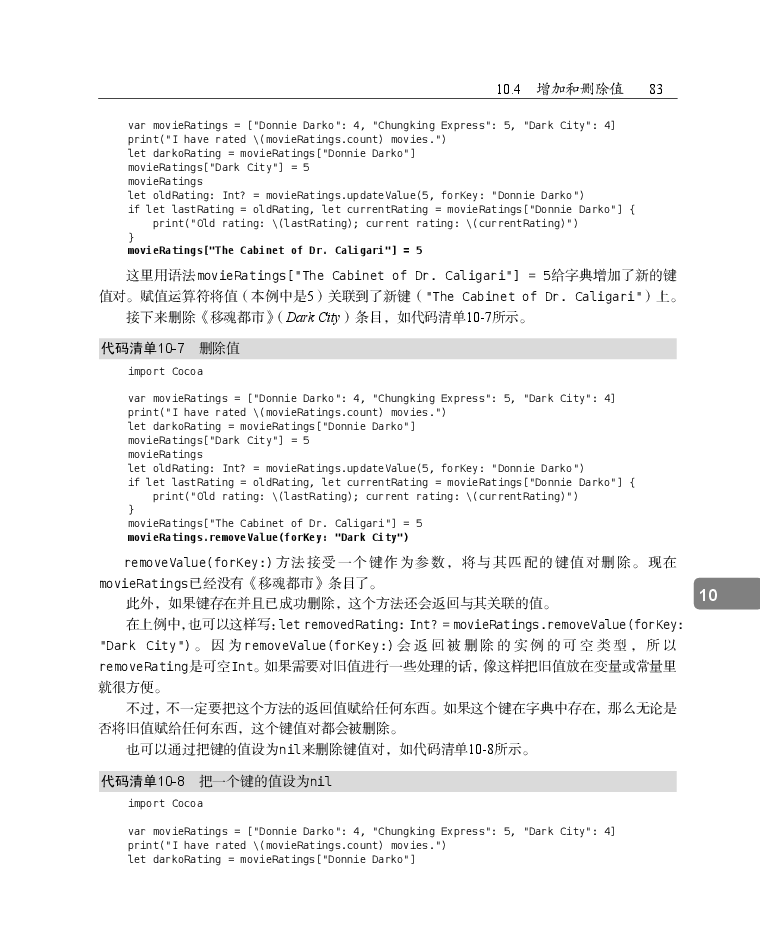 10.4 增加和删除值 83
var movieRatings = ["Donnie Darko": 4, "Chungking Express": 5, "Dark City": 4]
print("I have rated \(movieRatings.count) movies.")
let darkoRating = movieRatings["Donnie Darko"]
movieRatings["Dark City"] = 5
movieRatings
let oldRating: Int? = movieRatings.updateValue(5, forKey: "Donnie Darko")
if let lastRating = oldRating, let currentRating = movieRatings["Donnie Darko"] {
    print("Old rating: \(lastRating); current rating: \(currentRating)")
}
movieRatings["The Cabinet of Dr. Caligari"] = 5
这里用语法movieRatings["The Cabinet of Dr. Caligari"] = 5给字典增加了新的键
值对。赋值运算符将值（本例中是5）关联到了新键（"The Cabinet of Dr. Caligari"）上。
接下来删除《移魂都市》（Dark City）条目，如代码清单10-7所示。
代码清单10-7 删除值
import Cocoa
var movieRatings = ["Donnie Darko": 4, "Chungking Express": 5, "Dark City": 4]
print("I have rated \(movieRatings.count) movies.")
let darkoRating = movieRatings["Donnie Darko"]
movieRatings["Dark City"] = 5
movieRatings
let oldRating: Int? = movieRatings.updateValue(5, forKey: "Donnie Darko")
if let lastRating = oldRating, let currentRating = movieRatings["Donnie Darko"] {
    print("Old rating: \(lastRating); current rating: \(currentRating)")
}
movieRatings["The Cabinet of Dr. Caligari"] = 5
movieRatings.removeValue(forKey: "Dark City")
removeValue(forKey:)方法接受一个键作为参数，将与其匹配的键值对删除。现在
movieRatings已经没有《移魂都市》条目了。
此外，如果键存在并且已成功删除，这个方法还会返回与其关联的值。
在上例中，也可以这样写：let removedRating: Int? = movieRatings.removeValue(forKey:
"Dark City")。因为removeValue(forKey:)会返回被删除的实例的可空类型，所以
removeRating是可空Int。如果需要对旧值进行一些处理的话，像这样把旧值放在变量或常量里
就很方便。
不过，不一定要把这个方法的返回值赋给任何东西。如果这个键在字典中存在，那么无论是
否将旧值赋给任何东西，这个键值对都会被删除。
也可以通过把键的值设为nil来删除键值对，如代码清单10-8所示。
10
代码清单10-8 把一个键的值设为nil
import Cocoa
var movieRatings = ["Donnie Darko": 4, "Chungking Express": 5, "Dark City": 4]
print("I have rated \(movieRatings.count) movies.")
let darkoRating = movieRatings["Donnie Darko"]